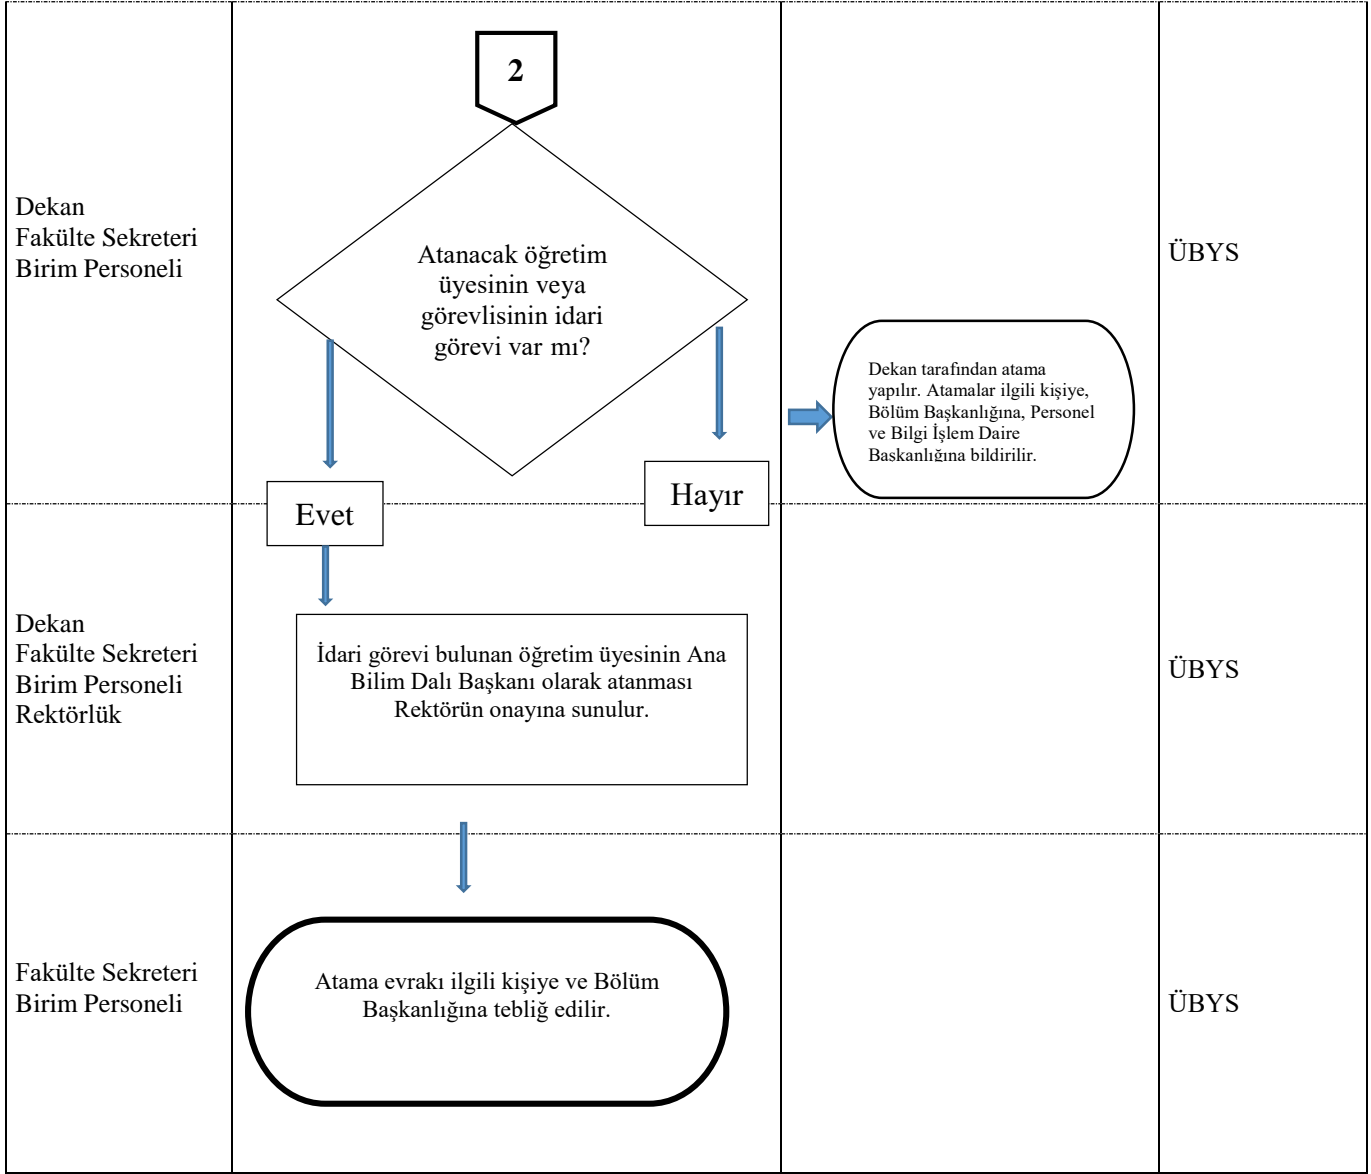 2
Dekan
Fakülte Sekreteri
Birim Personeli
Atanacak öğretim
üyesinin veya
görevlisinin idari
görevi var mı?
ÜBYS
Dekan tarafından atama
yapılır. Atamalar ilgili kişiye,
Bölüm Başkanlığına, Personel
ve Bilgi İşlem Daire
Başkanlığına bildirilir.
Evet
Hayır
Dekan
Fakülte Sekreteri
Birim Personeli
Rektörlük
İdari görevi bulunan öğretim üyesinin Ana
Bilim Dalı Başkanı olarak atanması
Rektörün onayına sunulur.
ÜBYS
Fakülte Sekreteri
Birim Personeli
Atama evrakı ilgili kişiye ve Bölüm
Başkanlığına tebliğ edilir.
ÜBYS